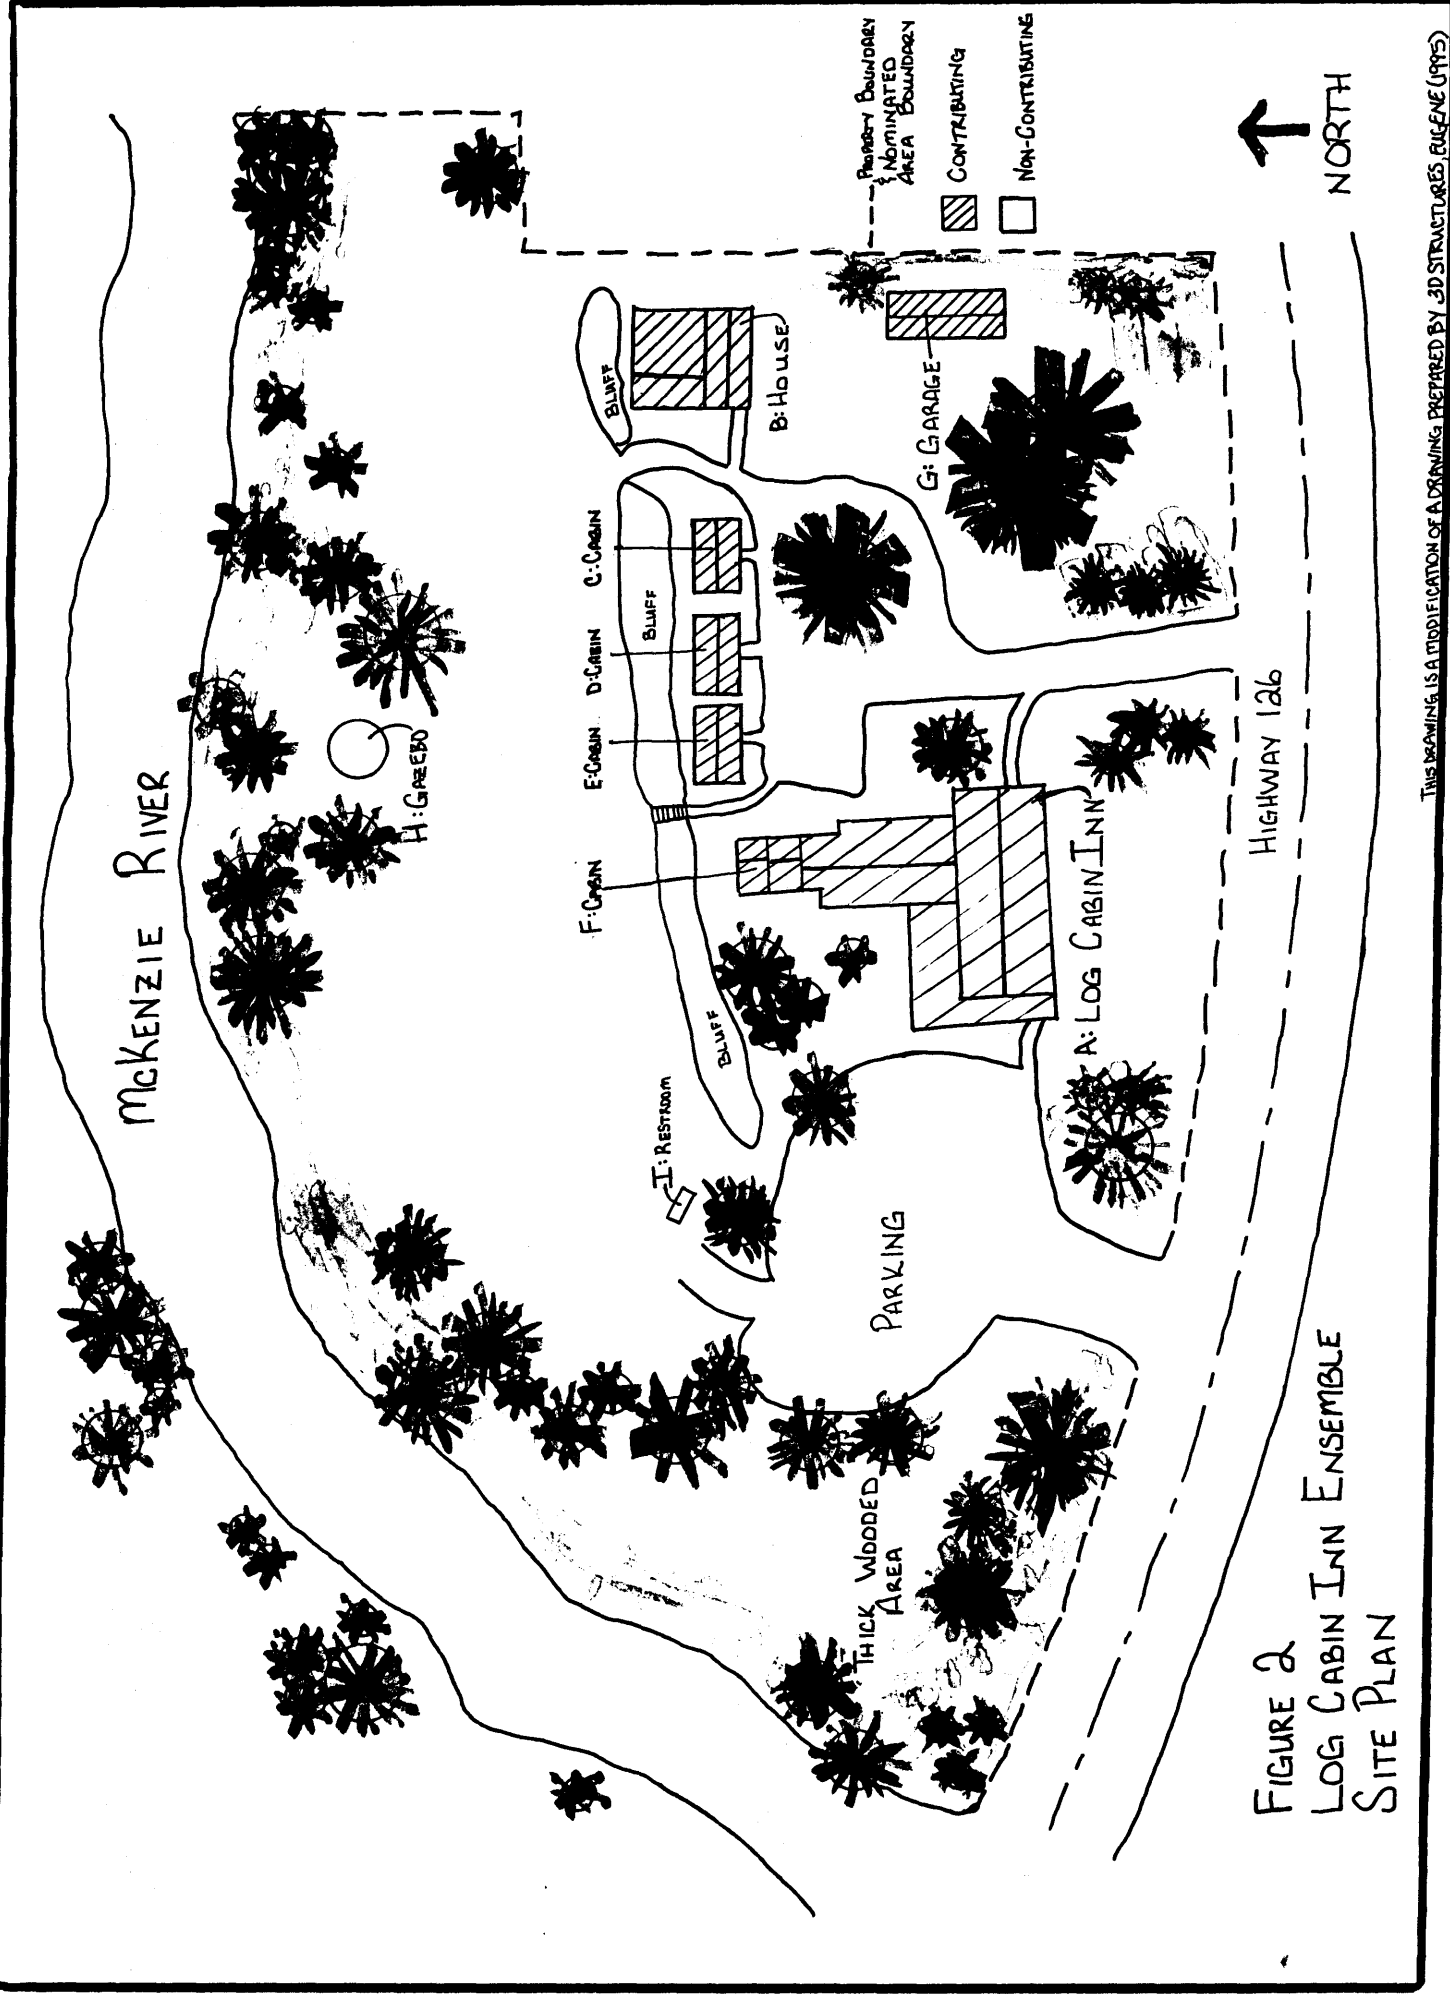 McKENZIE RIVER
H: GAZEBO
I: RESTROOM
F: CABIN
E: CABIN
D: CABIN
C: CABIN
BLUFF
BLUFF
BLUFF
B: HOUSE
G: GARAGE
A: LOG CABIN INN
PARKING
THICK WOODED
AREA
HIGHWAY 126
PROPERTY BOUNDARY
& NOMINATED
AREA BOUNDARY
CONTRIBUTING
NON-CONTRIBUTING
NORTH
FIGURE 2
LOG CABIN INN ENSEMBLE
SITE PLAN
THIS DRAWING IS A MODIFICATION OF A DRAWING PREPARED BY 3D STRUCTURES, EUGENE (1995)